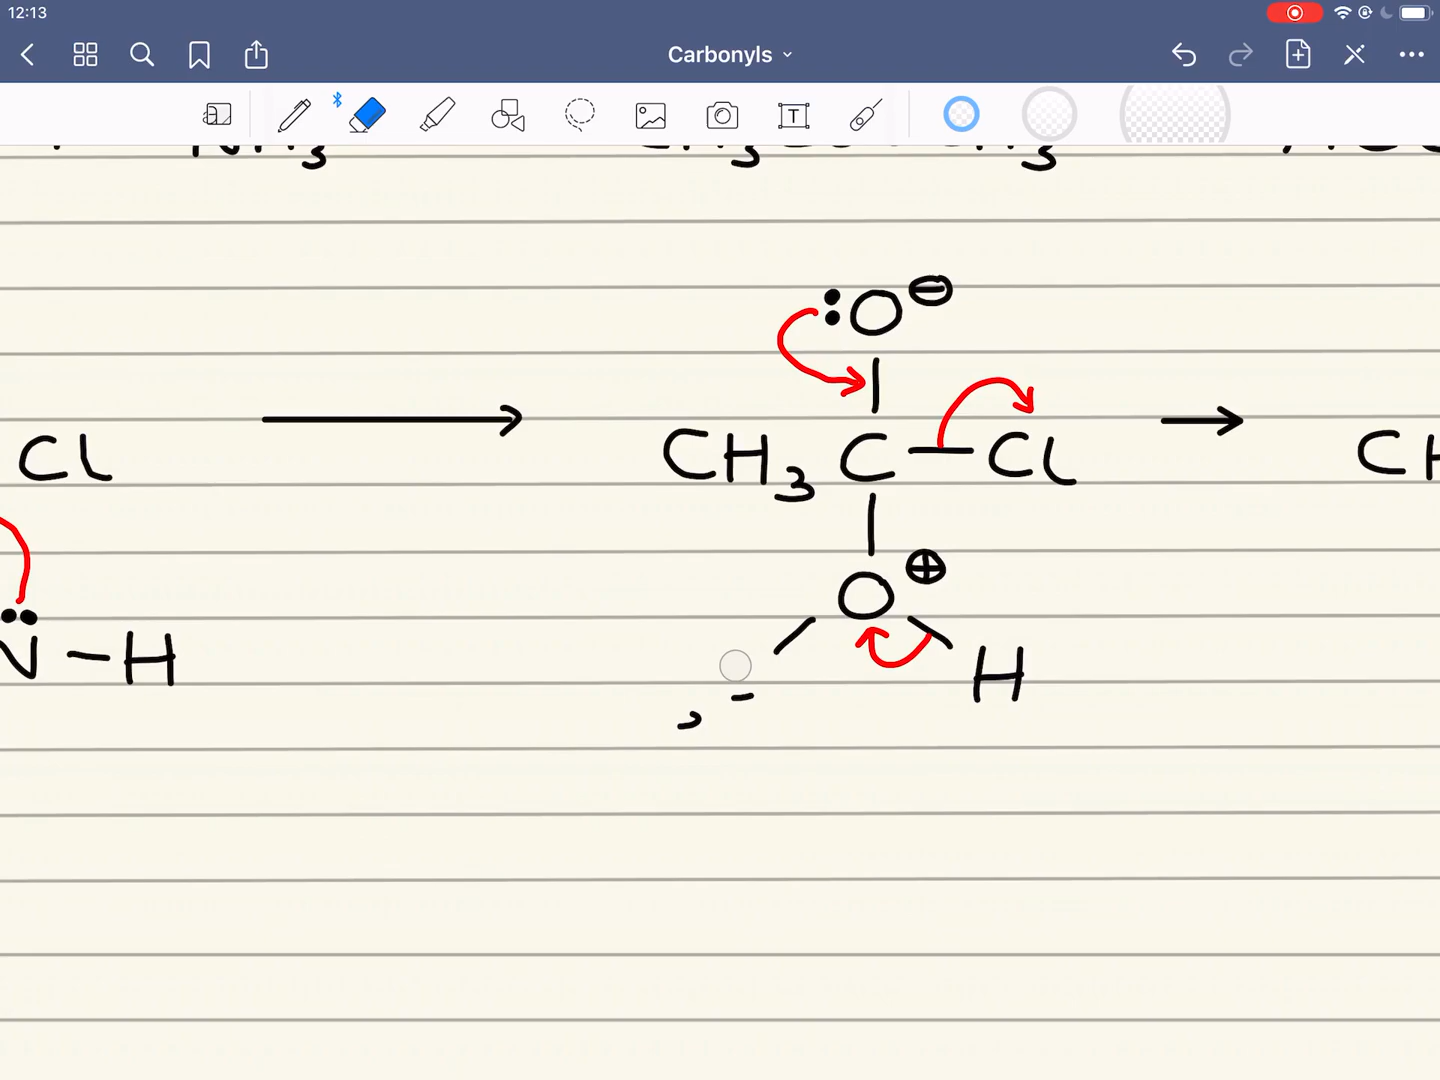 12:13
Carbonyls
T
:O ⊖
Cl CH₃ C – Cl CH
O ⊕
N – H H